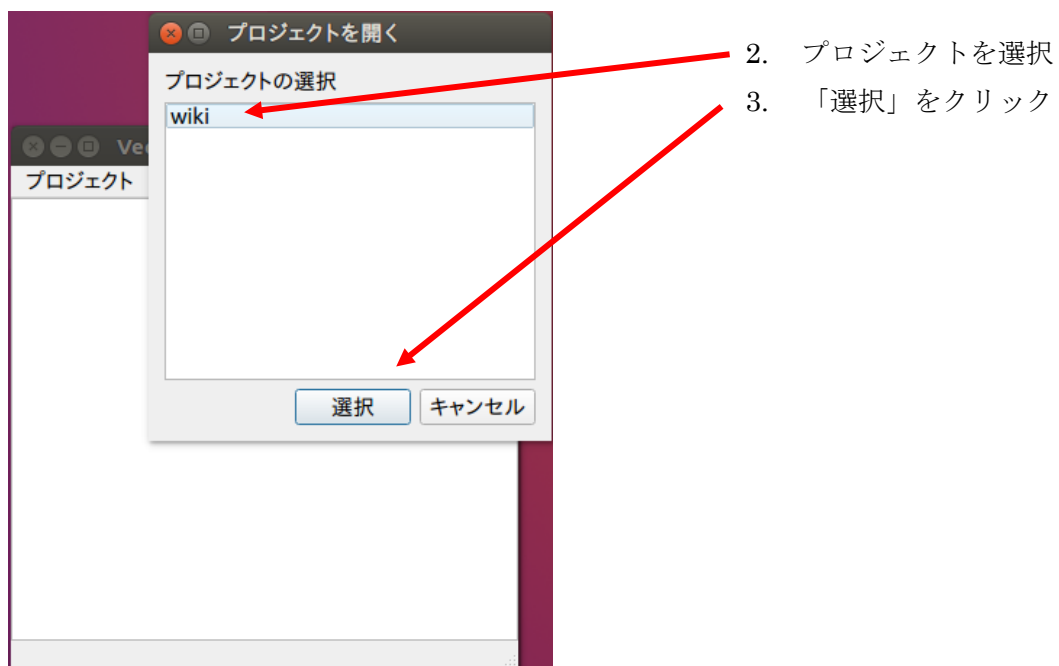 プロジェクトを開く
プロジェクトの選択
wiki
プロジェクト
選択 キャンセル
2. プロジェクトを選択
3. 「選択」をクリック